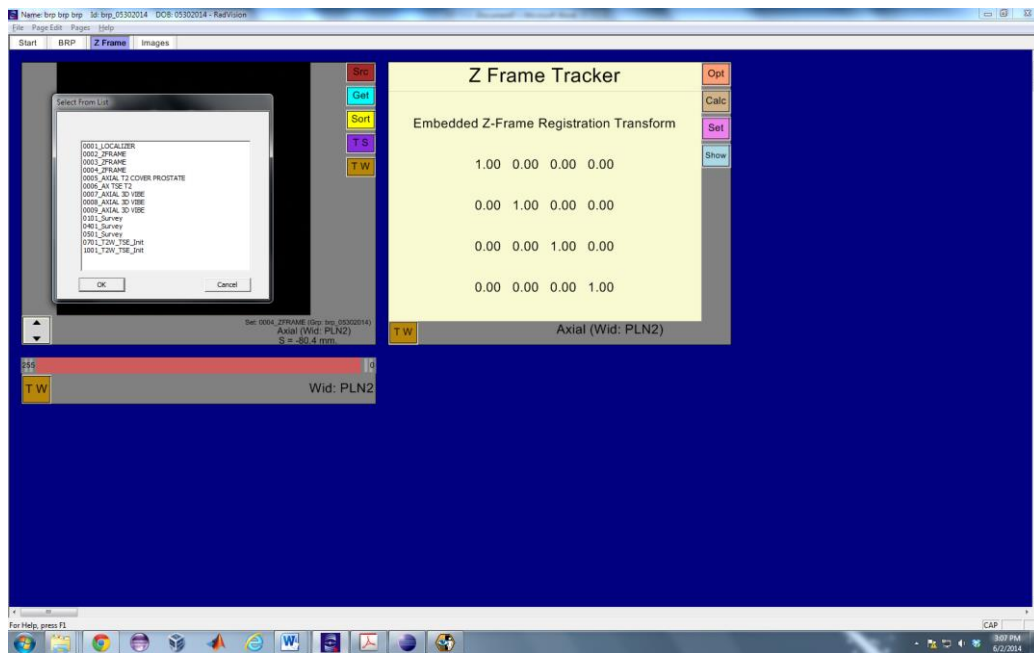 Name: brp brp brp Id: brp_05302014 DOB: 05302014 - RadVision
File Page Edit Pages Help
Start BRP Z Frame Images
Src
Get
Sort
T S
T W
Select From List
0001_LOCALIZER
0002_ZFRAME
0003_ZFRAME
0004_ZFRAME
0005_AXIAL T2 COVER PROSTATE
0006_AX TSE T2
0007_AXIAL 3D VIBE
0008_AXIAL 3D VIBE
0009_AXIAL 3D VIBE
0101_Survey
0401_Survey
0501_Survey
0701_T2W_TSE_Init
1001_T2W_TSE_Init
OK Cancel
Set: 0004_ZFRAME (Grp: brp_05302014)
Axial (Wid: PLN2)
S = -80.4 mm.
255 0
T W Wid: PLN2
Z Frame Tracker
Embedded Z-Frame Registration Transform
1.00 0.00 0.00 0.00
0.00 1.00 0.00 0.00
0.00 0.00 1.00 0.00
0.00 0.00 0.00 1.00
Opt
Calc
Set
Show
T W Axial (Wid: PLN2)
For Help, press F1
CAP
3:07 PM
6/2/2014